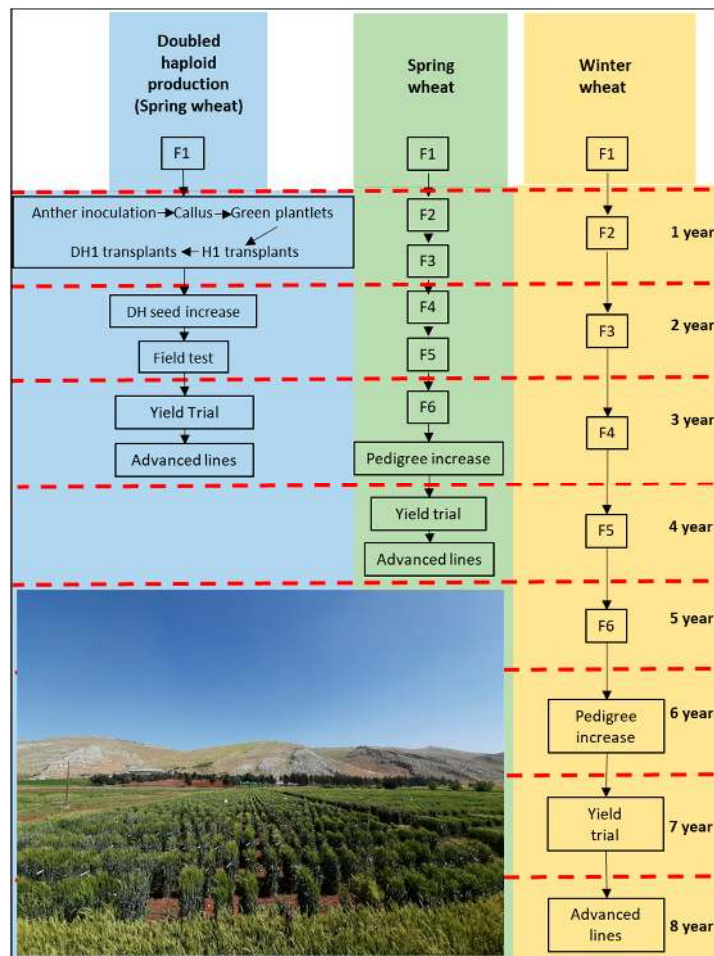 Doubled
haploid
production
(Spring wheat)
F1
Anther inoculation
Callus
Green plantlets
DH1 transplants
H1 transplants
DH seed increase
Field test
Yield Trial
Advanced lines
Spring
wheat
F1
F2
F3
F4
F5
F6
Pedigree increase
Yield trial
Advanced lines
Winter
wheat
F1
F2
1 year
F3
2 year
F4
3 year
F5
4 year
F6
5 year
Pedigree
increase
6 year
Yield
trial
7 year
Advanced
lines
8 year